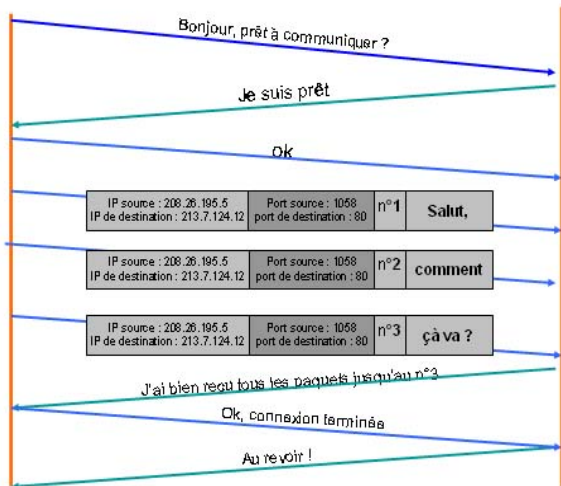 Bonjour, prêt à communiquer ?
Je suis prêt
ok
IP source : 208.26.195.5
IP de destination : 213.7.124.12
Port source : 1058
port de destination : 80
n°1
Salut,
IP source : 208.26.195.5
IP de destination : 213.7.124.12
Port source : 1058
port de destination : 80
n°2
comment
IP source : 208.26.195.5
IP de destination : 213.7.124.12
Port source : 1058
port de destination : 80
n°3
çà va ?
J'ai bien reçu tous les paquets jusqu'au n°3
Ok, connexion terminée
Au revoir !